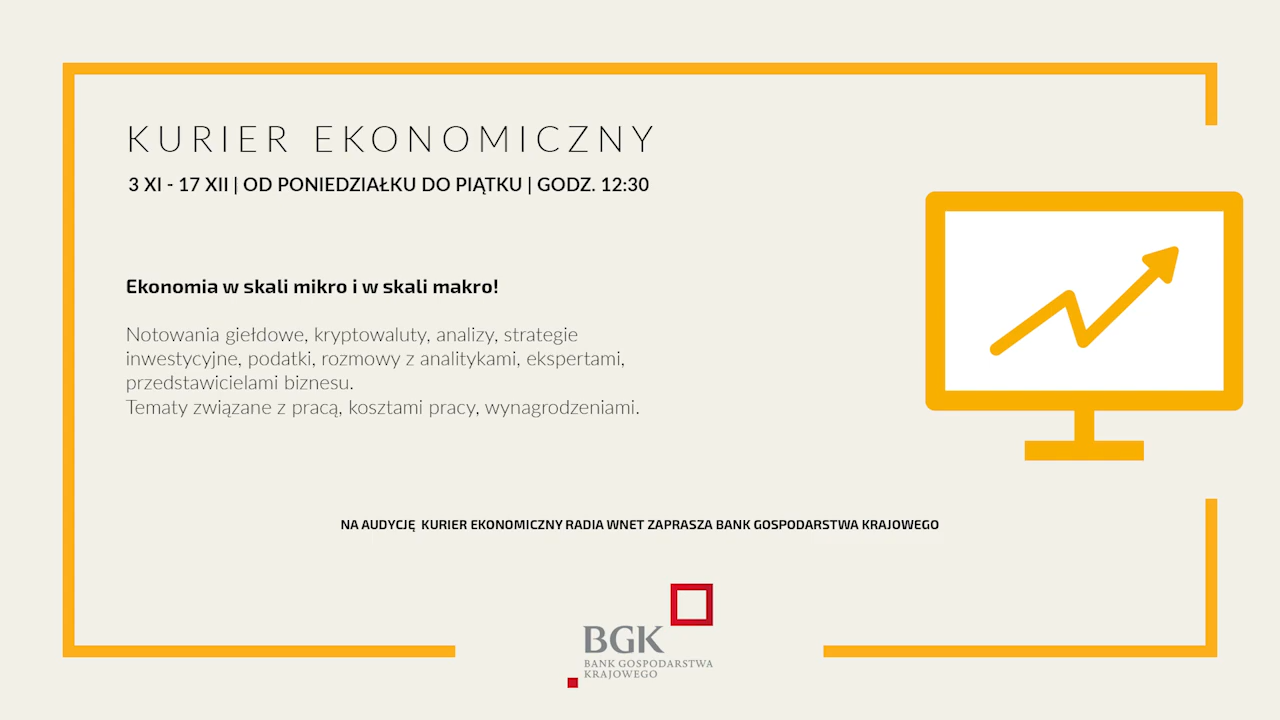 KURIER EKONOMICZNY
3 XI - 17 XII | OD PONIEDZIAŁKU DO PIĄTKU | GODZ. 12:30
Ekonomia w skali mikro i w skali makro!
Notowania giełdowe, kryptowaluty, analizy, strategie
inwestycyjne, podatki, rozmowy z analitykami, ekspertami,
przedstawicielami biznesu.
Tematy związane z pracą, kosztami pracy, wynagrodzeniami.
NA AUDYCJĘ KURIER EKONOMICZNY RADIA WNET ZAPRASZA BANK GOSPODARSTWA KRAJOWEGO
BGK
BANK GOSPODARSTWA
KRAJOWEGO